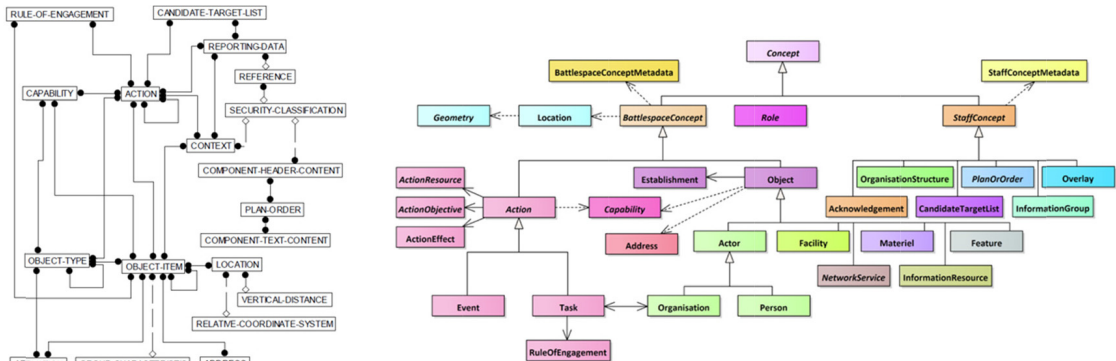 RULE-OF-ENGAGEMENT
CANDIDATE-TARGET-LIST
REPORTING-DATA
REFERENCE
CAPABILITY
ACTION
SECURITY-CLASSIFICATION
CONTEXT
COMPONENT-HEADER-CONTENT
PLAN-ORDER
COMPONENT-TEXT-CONTENT
OBJECT-TYPE
OBJECT-ITEM
LOCATION
VERTICAL-DISTANCE
RELATIVE-COORDINATE-SYSTEM
Concept
BattlespaceConceptMetadata
StaffConceptMetadata
Geometry
Location
BattlespaceConcept
Role
StaffConcept
ActionResource
Establishment
Object
OrganisationStructure
PlanOrOrder
Overlay
ActionObjective
Action
Capability
Acknowledgement
CandidateTargetList
InformationGroup
ActionEffect
Address
Actor
Facility
Materiel
Feature
NetworkService
InformationResource
Event
Task
Organisation
Person
RuleOfEngagement